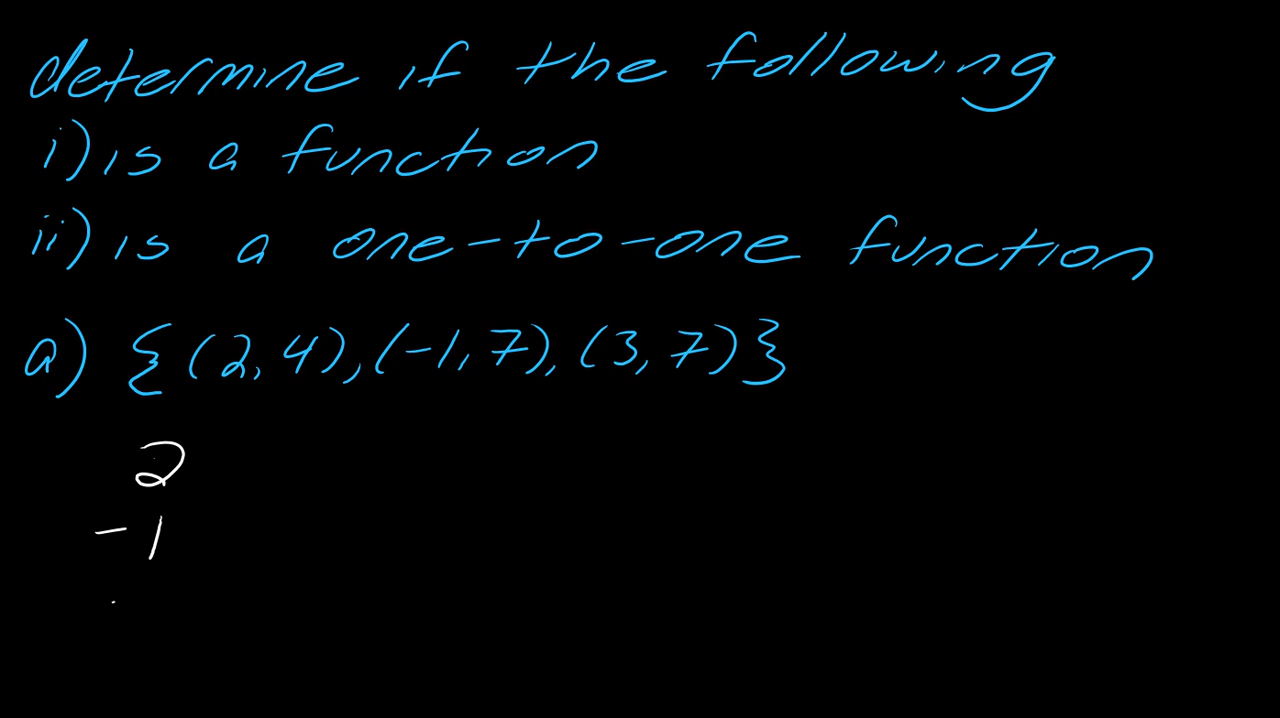 determine if the following
i) is a function
ii) is a one-to-one function
a) {(2,4),(-1,7),(3,7)}
2
-1